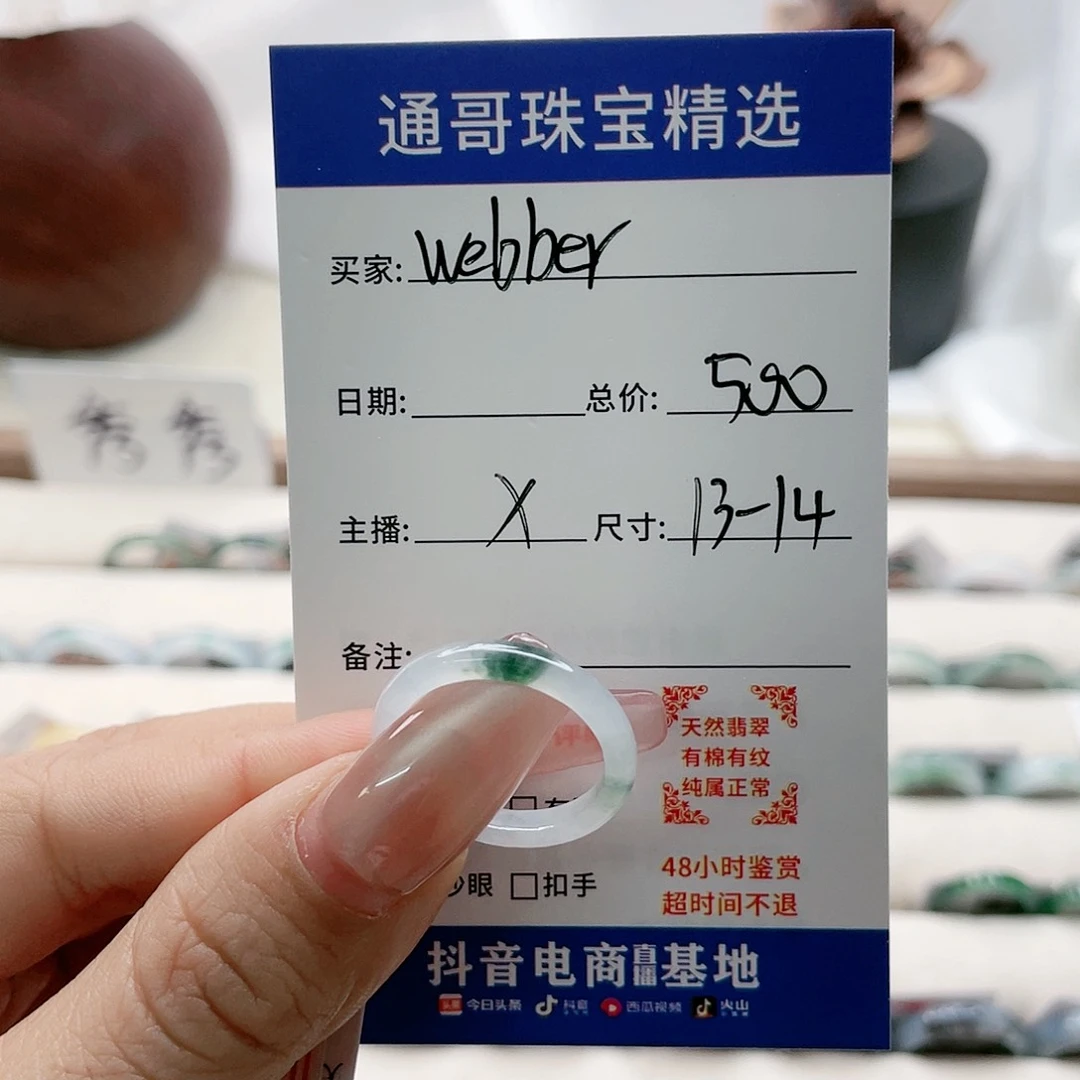 通哥珠宝精选
买家: webber
日期: 总价: 500
主播: X 尺寸: 13-14
备注:
天然翡翠
有棉有纹
纯属正常
眼 □扣手
48小时鉴赏
超时间不退
抖音电商直播基地
今日头条 抖音 西瓜视频 火山
秀秀